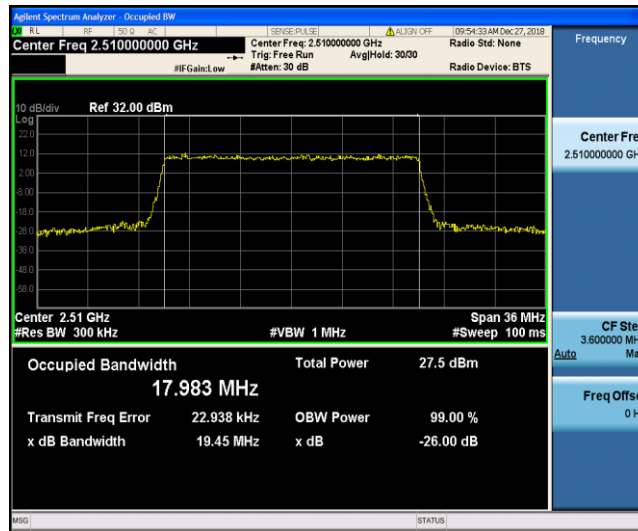 Agilent Spectrum Analyzer - Occupied BW
RL RF 50 Ω AC SENSE:PULSE ALIGN OFF 09:54:33 AM Dec 27, 2018
Center Freq 2.510000000 GHz Center Freq: 2.510000000 GHz Radio Std: None Frequency
Trig: Free Run Avg|Hold: 30/30
#IFGain:Low #Atten: 30 dB Radio Device: BTS
10 dB/div Ref 32.00 dBm
Log
22.0
12.0
2.00
-8.00
-18.0
-28.0
-38.0
-48.0
-58.0
Center Fre
2.510000000 GH
Center 2.51 GHz Span 36 MHz
#Res BW 300 kHz #VBW 1 MHz #Sweep 100 ms
CF Ste
3.600000 MH
Auto Ma
Occupied Bandwidth Total Power 27.5 dBm
17.983 MHz
Transmit Freq Error 22.938 kHz OBW Power 99.00 %
x dB Bandwidth 19.45 MHz x dB -26.00 dB
Freq Offse
0 H
MSG STATUS